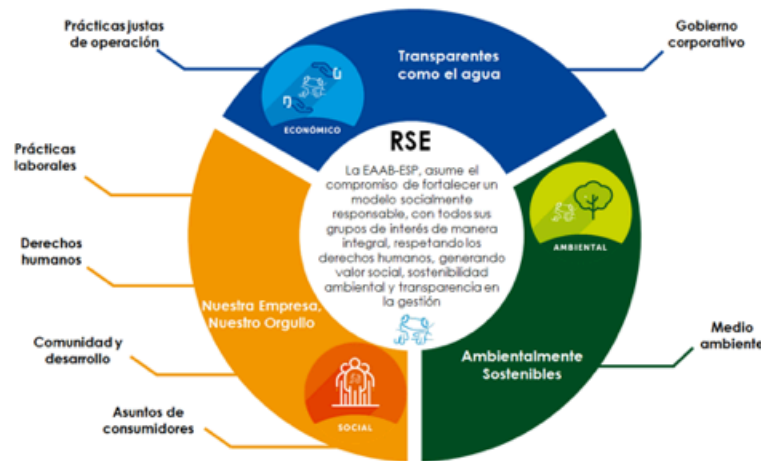 Prácticas justas
de operación
Transparentes
como el agua
Gobierno
corporativo
ECONÓMICO
RSE
La EAAB-ESP, asume el
compromiso de fortalecer un
modelo socialmente
responsable, con todos sus
grupos de interés de manera
integral, respetando los
derechos humanos, generando
valor social, sostenibilidad
ambiental y transparencia en
la gestión
Prácticas
laborales
AMBIENTAL
Derechos
humanos
Nuestra Empresa,
Nuestro Orgullo
Comunidad y
desarrollo
Ambientalmente
Sostenibles
Medio
ambiente
Asuntos de
consumidores
SOCIAL